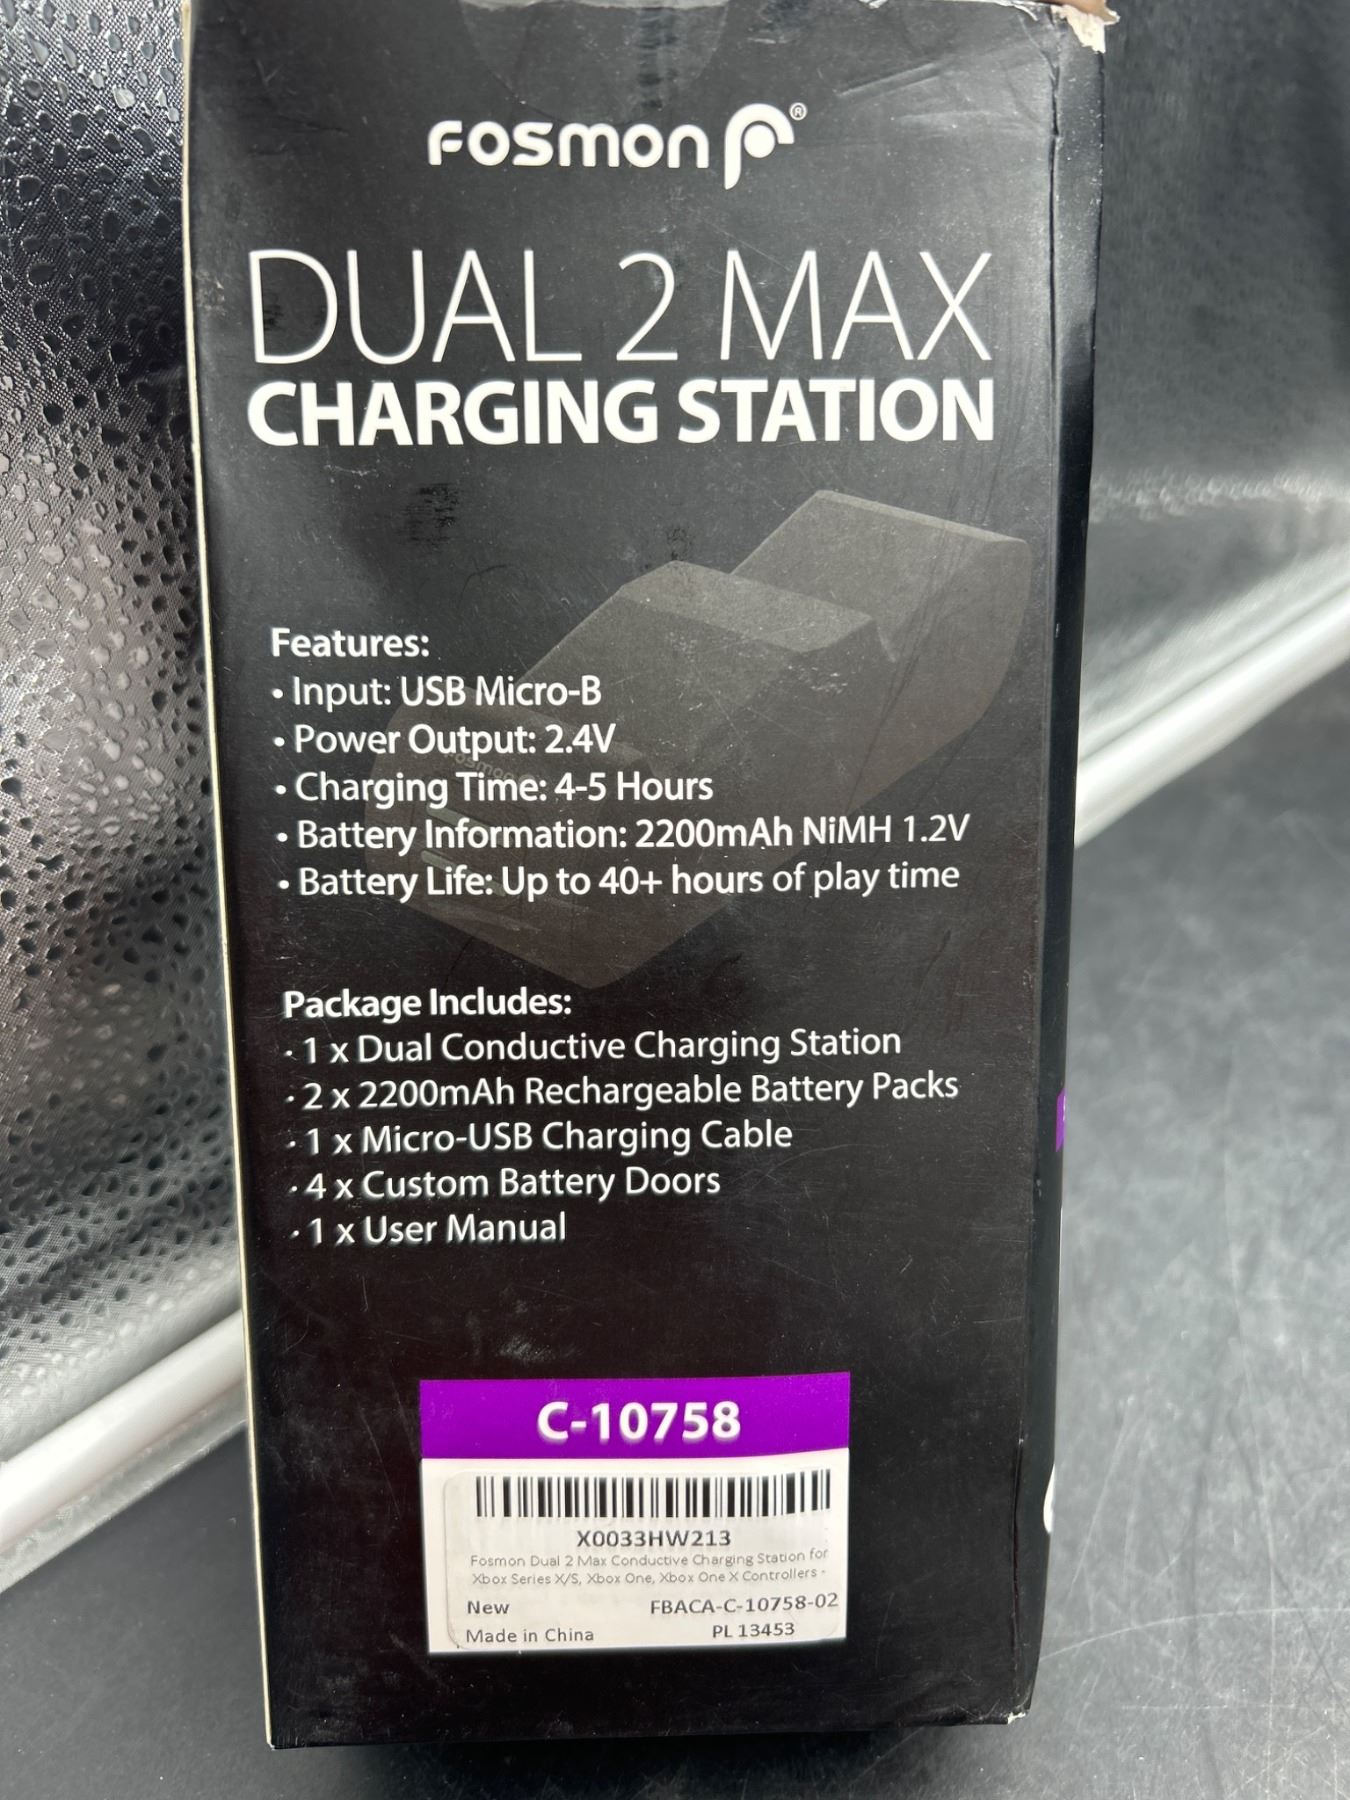 FOSMON ®
DUAL 2 MAX
CHARGING STATION
Features:
• Input: USB Micro-B
• Power Output: 2.4V
• Charging Time: 4-5 Hours
• Battery Information: 2200mAh NiMH 1.2V
• Battery Life: Up to 40+ hours of play time
Package Includes:
· 1 x Dual Conductive Charging Station
· 2 x 2200mAh Rechargeable Battery Packs
· 1 x Micro-USB Charging Cable
· 4 x Custom Battery Doors
· 1 x User Manual
C-10758
X0033HW213
Fosmon Dual 2 Max Conductive Charging Station for
Xbox Series X/S, Xbox One, Xbox One X Controllers -
New FBACA-C-10758-02
Made in China PL 13453